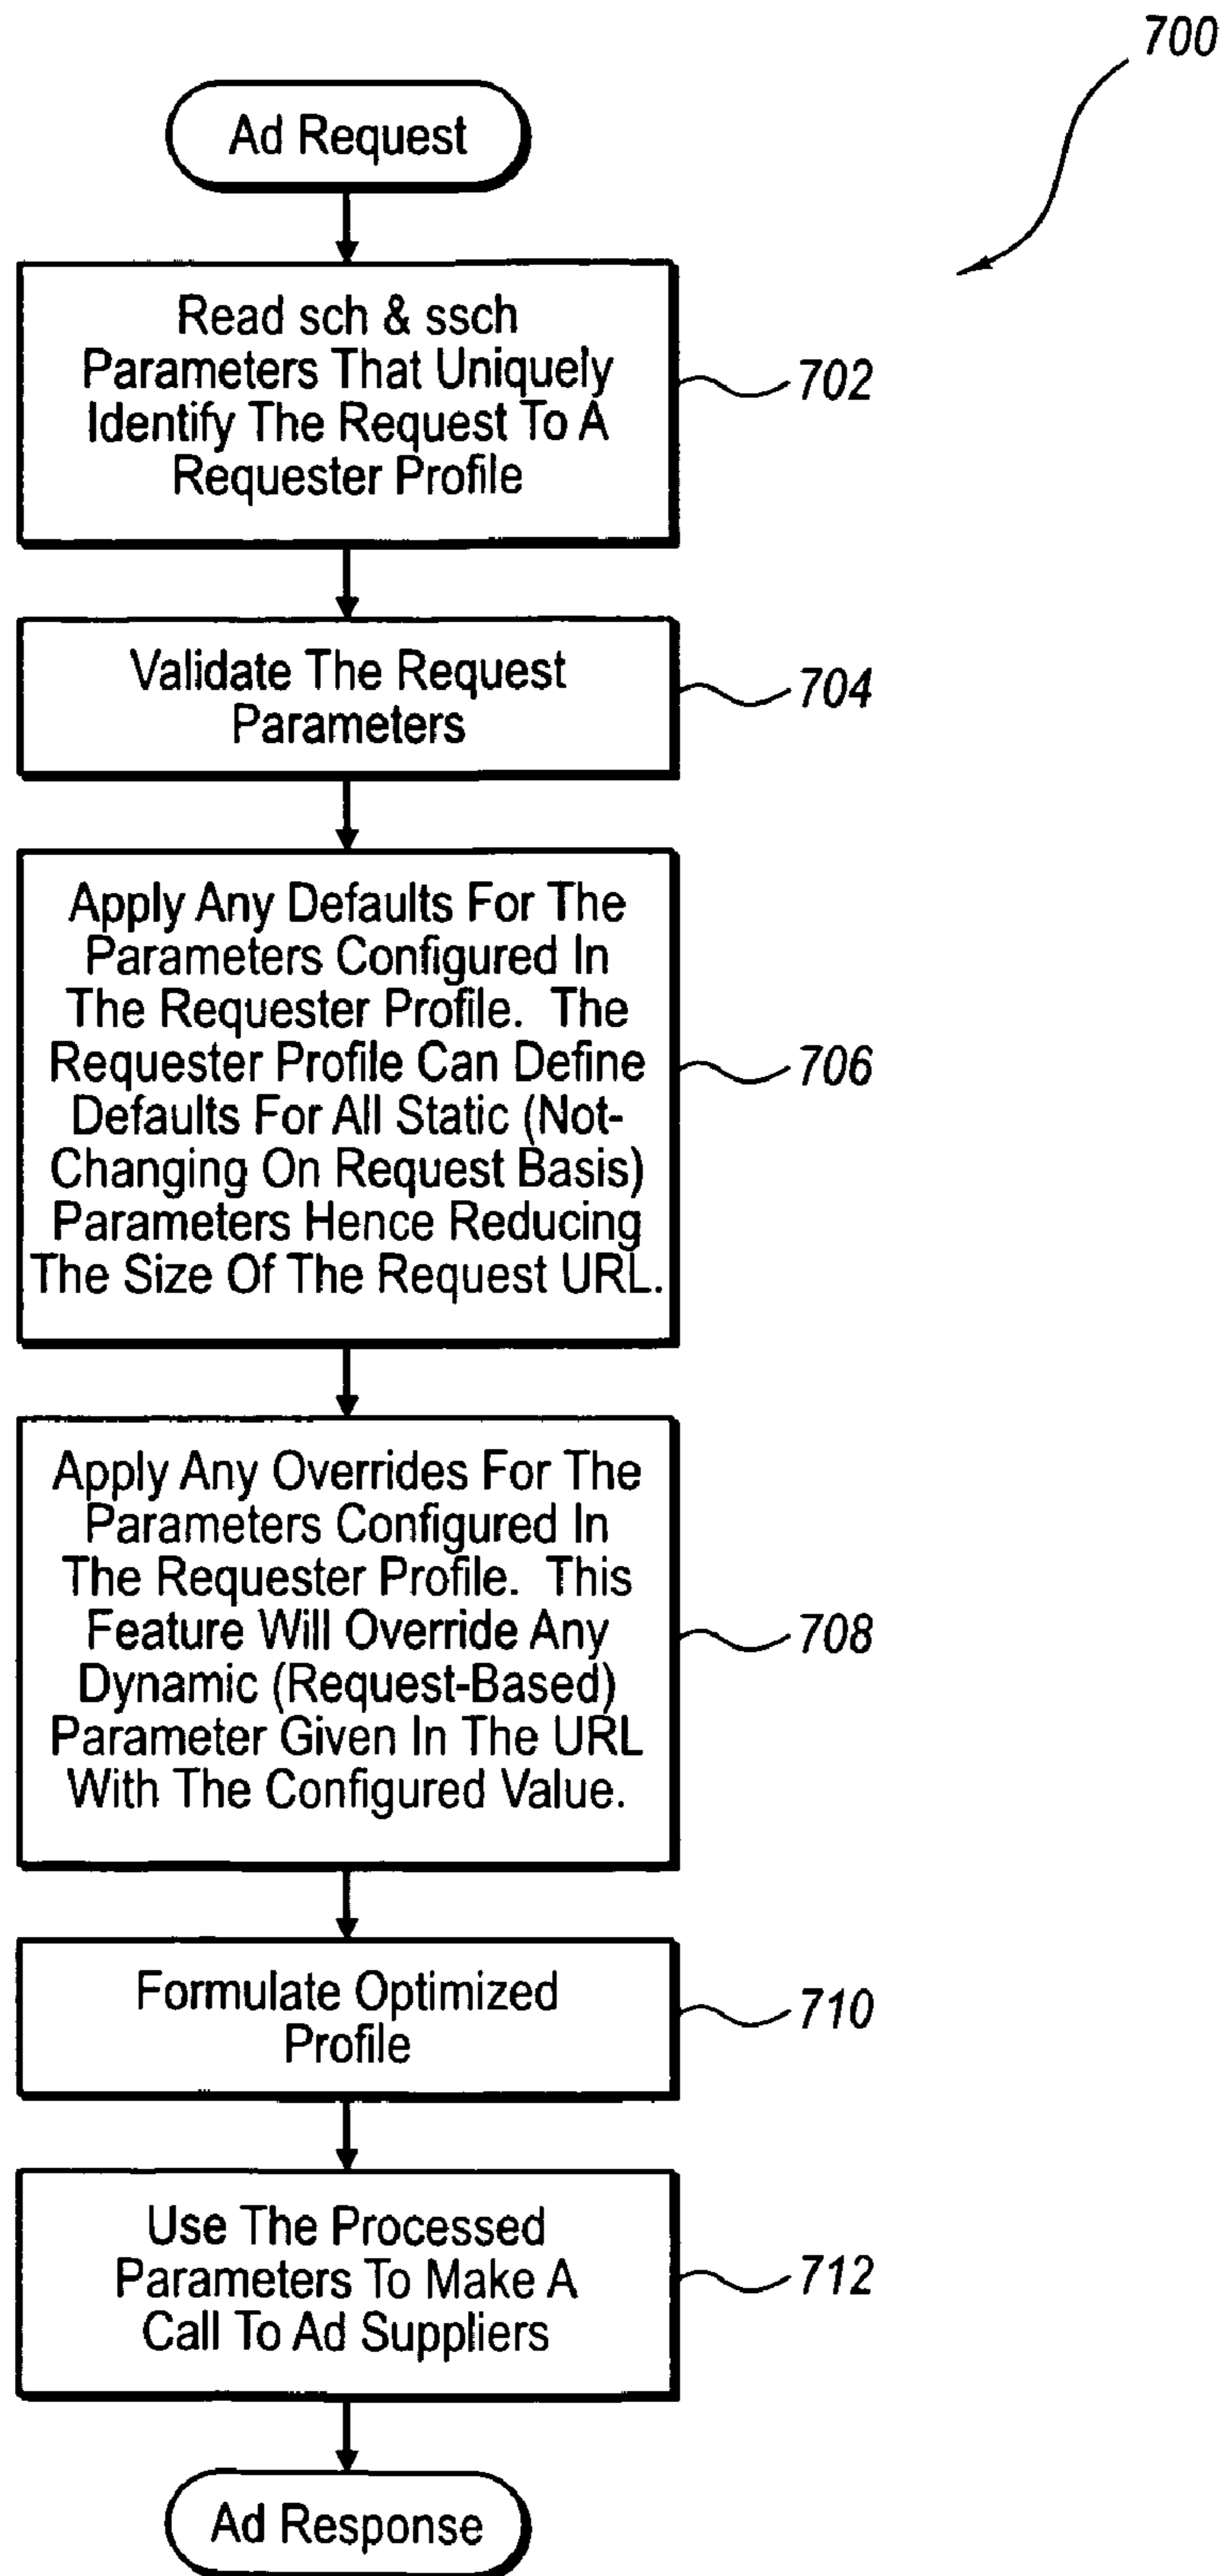 700
Ad Request
Read sch & ssch
Parameters That Uniquely
Identify The Request To A
Requester Profile
702
Validate The Request
Parameters
704
Apply Any Defaults For The
Parameters Configured In
The Requester Profile. The
Requester Profile Can Define
Defaults For All Static (Not-
Changing On Request Basis)
Parameters Hence Reducing
The Size Of The Request URL.
706
Apply Any Overrides For The
Parameters Configured In
The Requester Profile. This
Feature Will Override Any
Dynamic (Request-Based)
Parameter Given In The URL
With The Configured Value.
708
Formulate Optimized
Profile
710
Use The Processed
Parameters To Make A
Call To Ad Suppliers
712
Ad Response